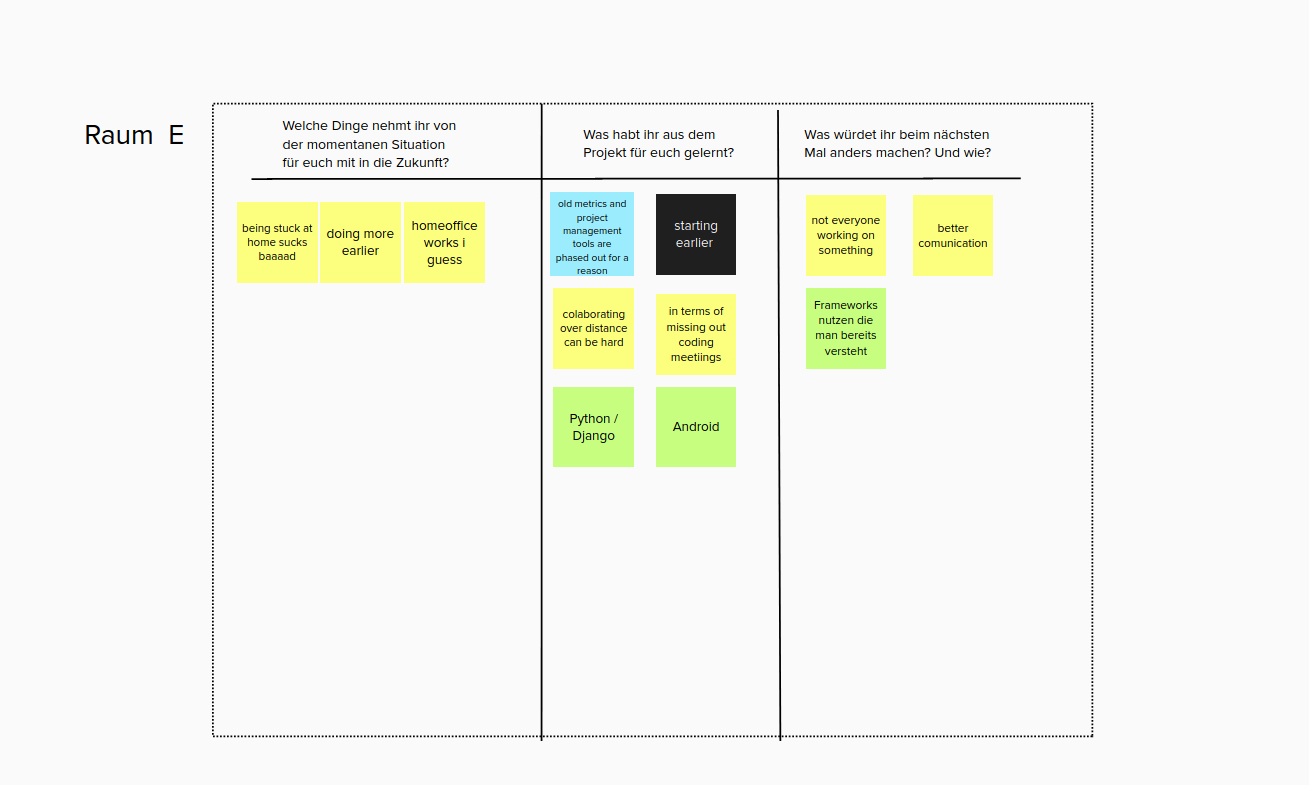 Raum E
Welche Dinge nehmt ihr von
der momentanen Situation
für euch mit in die Zukunft?
Was habt ihr aus dem
Projekt für euch gelernt?
Was würdet ihr beim nächsten
Mal anders machen? Und wie?
being stuck at
home sucks
baaaad
doing more
earlier
homeoffice
works i
guess
old metrics and
project
management
tools are
phased out for a
reason
starting
earlier
colaborating
over distance
can be hard
in terms of
missing out
coding
meetiings
Python /
Django
Android
not everyone
working on
something
better
comunication
Frameworks
nutzen die
man bereits
versteht